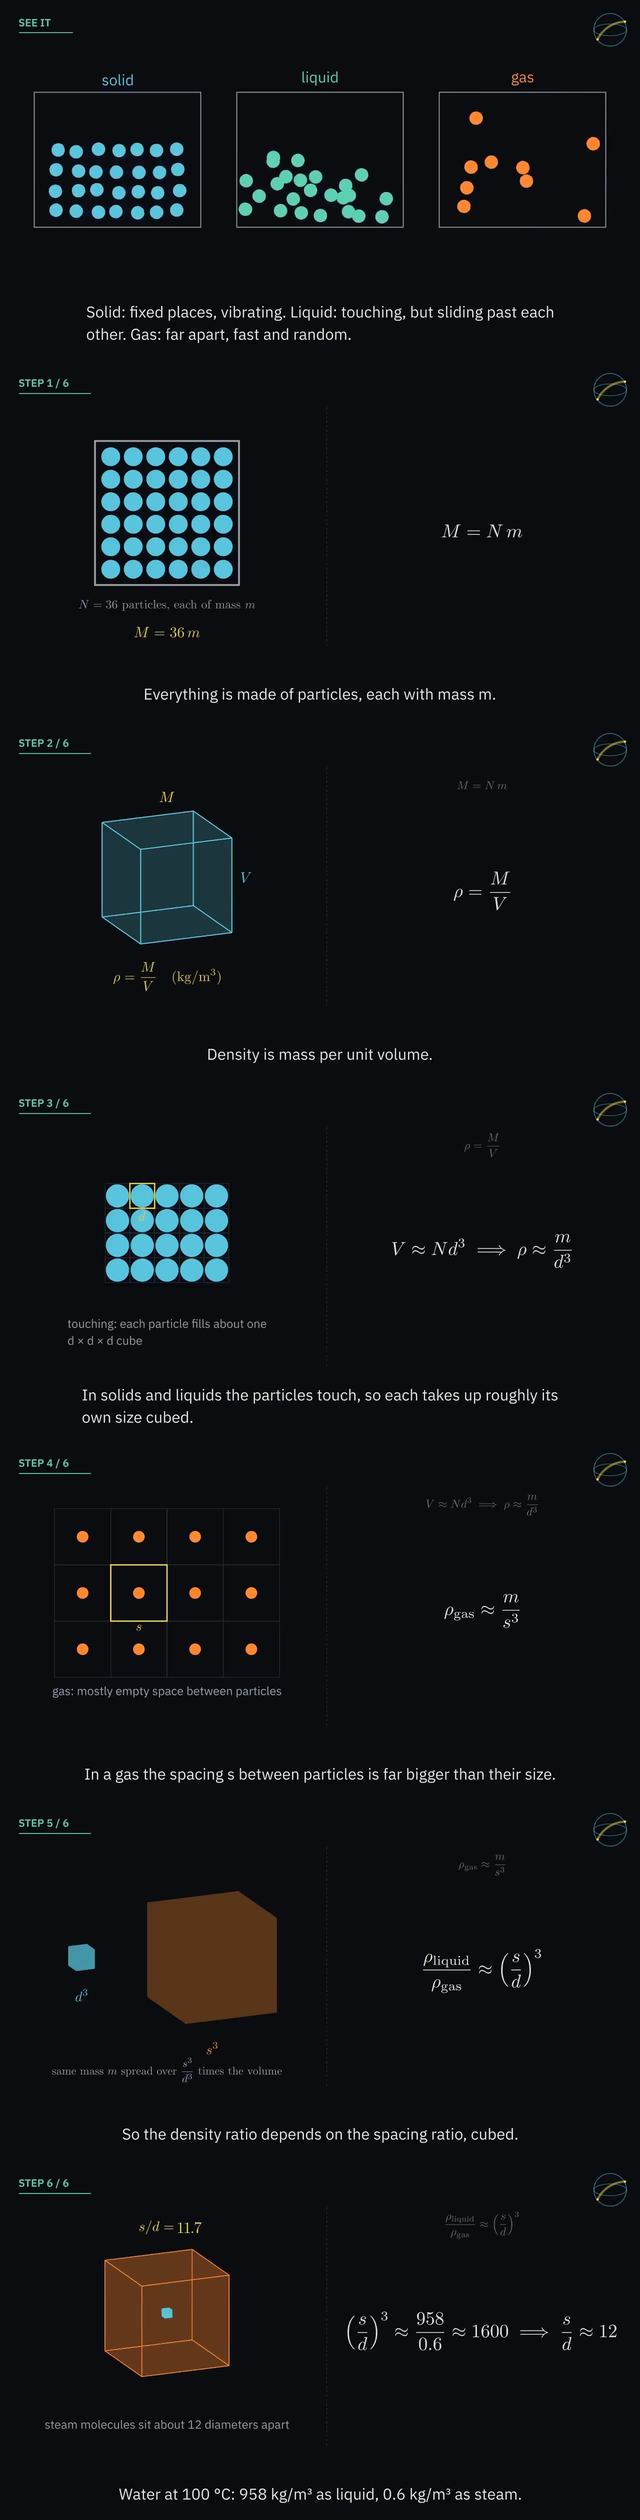 SEE IT
solid
liquid
gas
Solid: fixed places, vibrating. Liquid: touching, but sliding past each
other. Gas: far apart, fast and random.
STEP 1 / 6
M = N m
N = 36 particles, each of mass m
M = 36 m
Everything is made of particles, each with mass m.
STEP 2 / 6
M
V
ρ = M/V (kg/m³)
M = N m
ρ = M/V
Density is mass per unit volume.
STEP 3 / 6
d
touching: each particle fills about one
d × d × d cube
ρ = M/V
V ≈ Nd³ ⟹ ρ ≈ m/d³
In solids and liquids the particles touch, so each takes up roughly its
own size cubed.
STEP 4 / 6
s
gas: mostly empty space between particles
V ≈ Nd³ ⟹ ρ ≈ m/d³
ρgas ≈ m/s³
In a gas the spacing s between particles is far bigger than their size.
STEP 5 / 6
d³
s³
same mass m spread over s³/d³ times the volume
ρgas ≈ m/s³
ρliquid/ρgas ≈ (s/d)³
So the density ratio depends on the spacing ratio, cubed.
STEP 6 / 6
s/d = 11.7
steam molecules sit about 12 diameters apart
ρliquid/ρgas ≈ (s/d)³
(s/d)³ ≈ 958/0.6 ≈ 1600 ⟹ s/d ≈ 12
Water at 100 °C: 958 kg/m³ as liquid, 0.6 kg/m³ as steam.